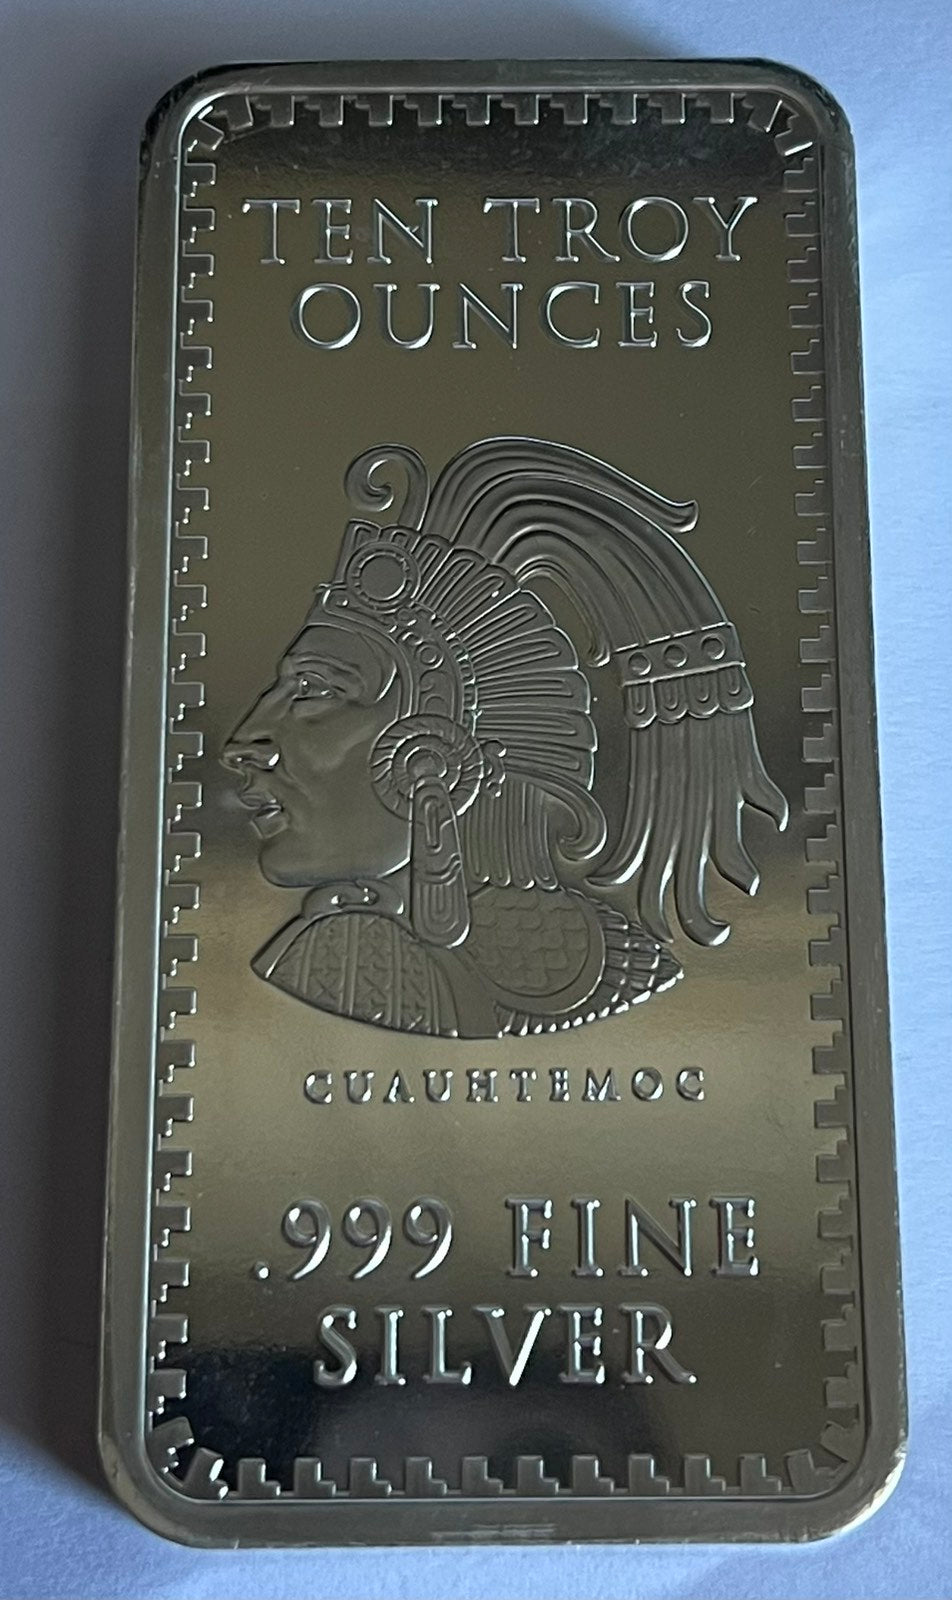 TEN TROY
OUNCES
CUAUHTEMOC
.999 FINE
SILVER